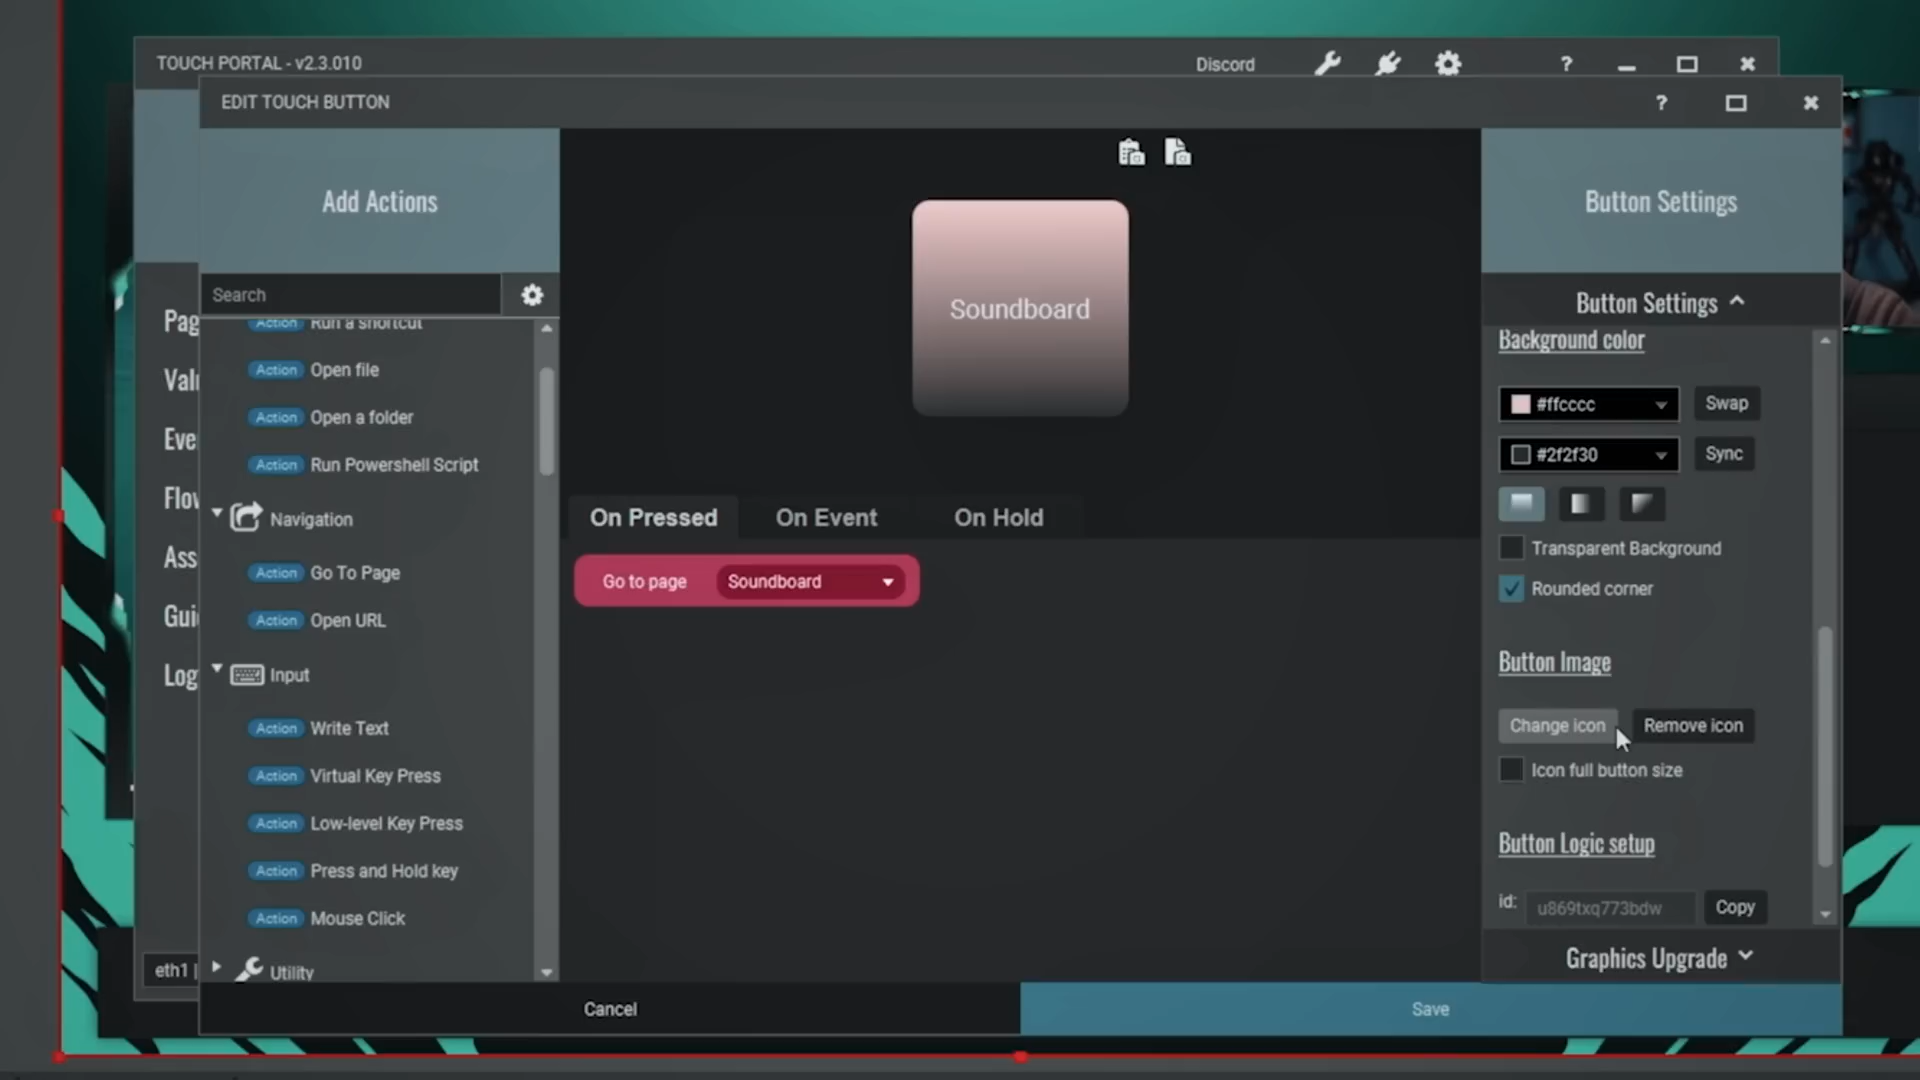 TOUCH PORTAL - v2.3.010
Discord
?
EDIT TOUCH BUTTON
?
Add Actions
Button Settings
Search
Soundboard
Button Settings
Action Run a shortcut
Background color
Action Open file
#ffcccc
Swap
Action Open a folder
#2f2f30
Sync
Action Run Powershell Script
Navigation
On Pressed
On Event
On Hold
Transparent Background
Action Go To Page
Go to page
Soundboard
Rounded corner
Action Open URL
Input
Button Image
Action Write Text
Change icon
Remove icon
Action Virtual Key Press
Icon full button size
Action Low-level Key Press
Button Logic setup
Action Press and Hold key
id:
u869txq773bdw
Copy
Action Mouse Click
Graphics Upgrade
eth1
Utility
Cancel
Save